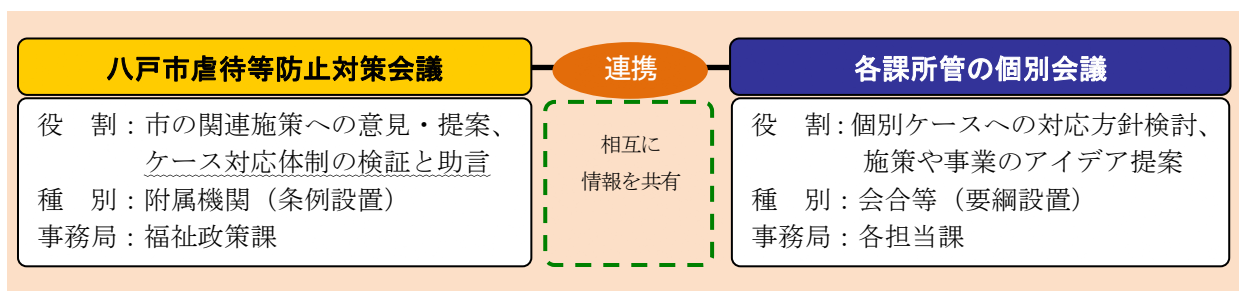 八戸市虐待等防止対策会議
役　割：市の関連施策への意見・提案、
ケース対応体制の検証と助言
種　別：附属機関（条例設置）
事務局：福祉政策課
連携
相互に
情報を共有
各課所管の個別会議
役　割：個別ケースへの対応方針検討、
施策や事業のアイデア提案
種　別：会合等（要綱設置）
事務局：各担当課